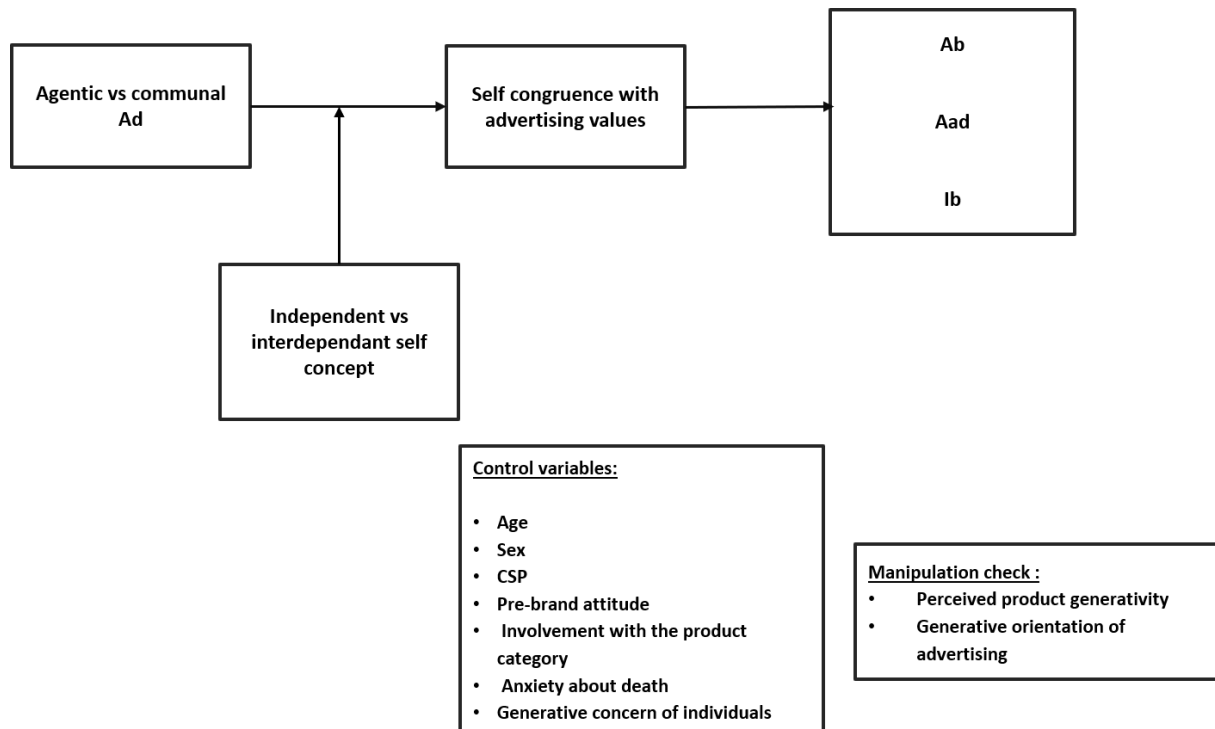 Agentic vs communal
Ad
Self congruence with
advertising values
Ab
Aad
Ib
Independent vs
interdependant self
concept
Control variables:
• Age
• Sex
• CSP
• Pre-brand attitude
• Involvement with the product
category
• Anxiety about death
• Generative concern of individuals
Manipulation check :
• Perceived product generativity
• Generative orientation of
advertising